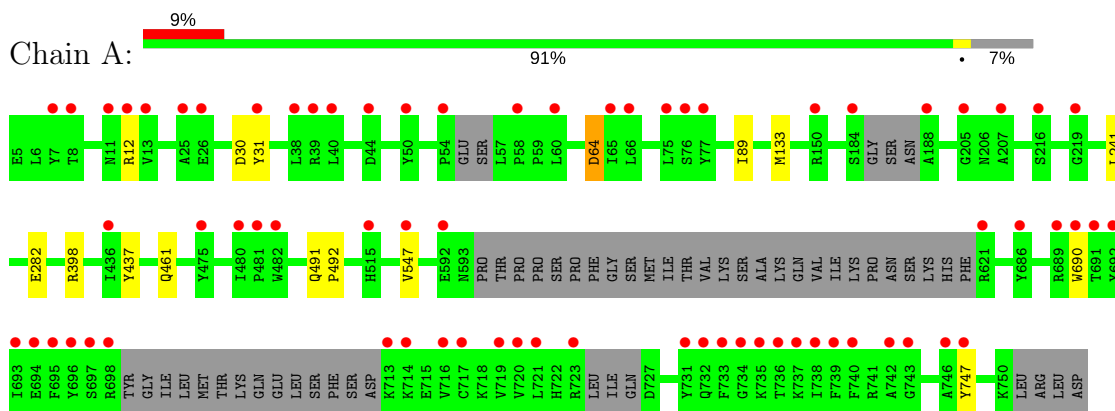 9%
Chain A:
91%
•
7%
E5 L6 Y7 T8 N11 R12 V13 A25 E26 D30 Y31 L38 R39 L40 D44 Y50 P54 GLU SER L57 P58 P59 L60 D64 I65 L66 L75 S76 Y77 I89 M133 R150 S184 GLY SER ASN A188 G205 N206 A207 S216 G219 L241
E282 R398 I436 Y437 Q461 Y475 I480 P481 W482 Q491 P492 H515 V547 E592 N593 PRO THR PRO PRO SER PRO PHE GLY SER MET ILE THR VAL LYS SER ALA LYS GLN VAL ILE LYS PRO ASN SER LYS HIS PHE R621 Y686 R689 W690 T691 Y692
I693 E694 F695 Y696 S697 R698 TYR GLY ILE LEU MET THR LYS GLN GLU LEU SER PHE SER ASP K713 K714 E715 V716 C717 K718 V719 V720 L721 H722 R723 LEU ILE GLN D727 Y731 Q732 F733 G734 K735 T736 K737 I738 F739 F740 R741 A742 G743 A746 Y747 K750 LEU ARG LEU ASP